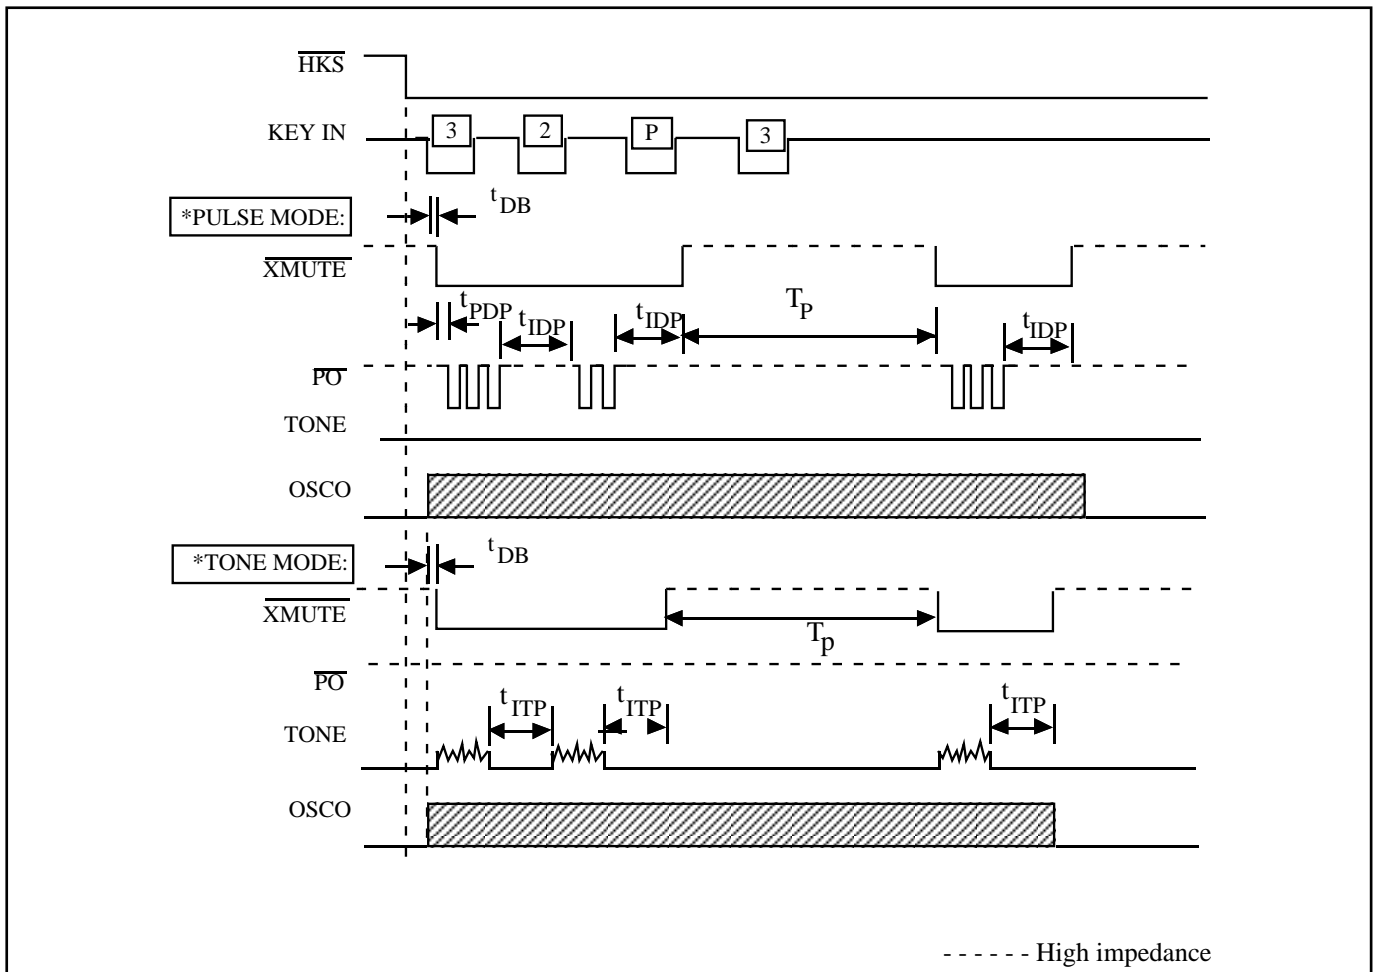 HKS
KEY IN
3 2 P 3
tDB
*PULSE MODE:
XMUTE
tPDP tIDP tIDP TP tIDP
PO
TONE
OSCO
tDB
*TONE MODE:
XMUTE
Tp
PO
tITP tITP tITP
TONE
OSCO
- - - - - - High impedance